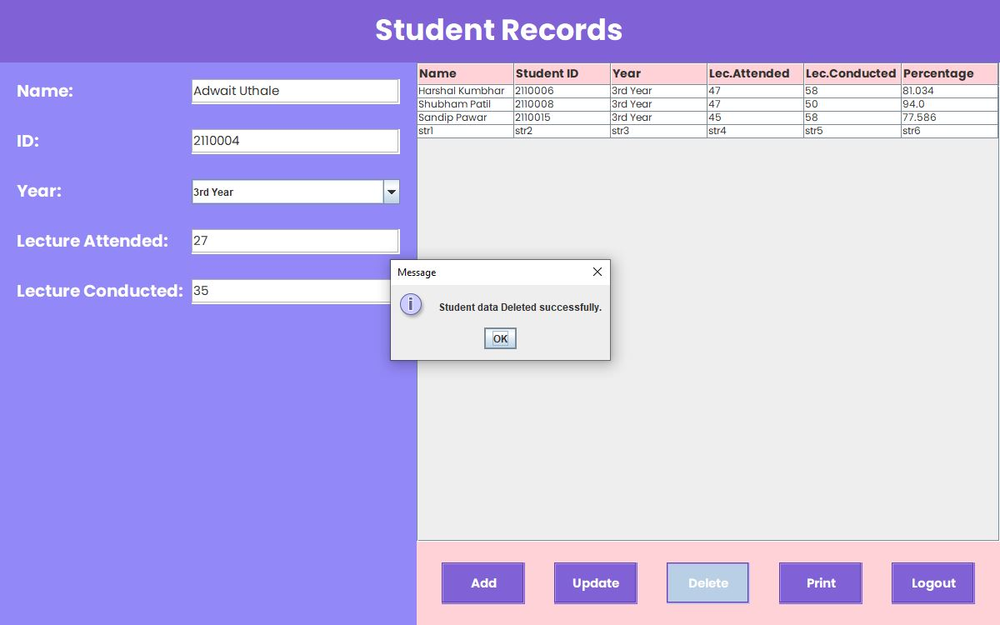 Student Records
Name: Adwait Uthale
ID: 2110004
Year: 3rd Year
Lecture Attended: 27
Lecture Conducted: 35
Name Student ID Year Lec.Attended Lec.Conducted Percentage
Harshal Kumbhar 2110006 3rd Year 47 58 81.034
Shubham Patil 2110008 3rd Year 47 50 94.0
Sandip Pawar 2110015 3rd Year 45 58 77.586
str1 str2 str3 str4 str5 str6
Message
Student data Deleted successfully.
OK
Add Update Delete Print Logout